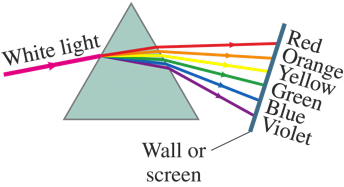 White light
Red
Orange
Yellow
Green
Blue
Violet
Wall or
screen